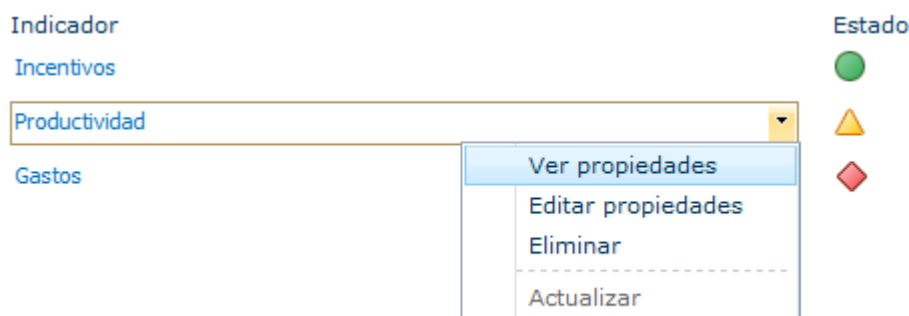 Indicador Estado
Incentivos
Productividad
Gastos
Ver propiedades
Editar propiedades
Eliminar
Actualizar